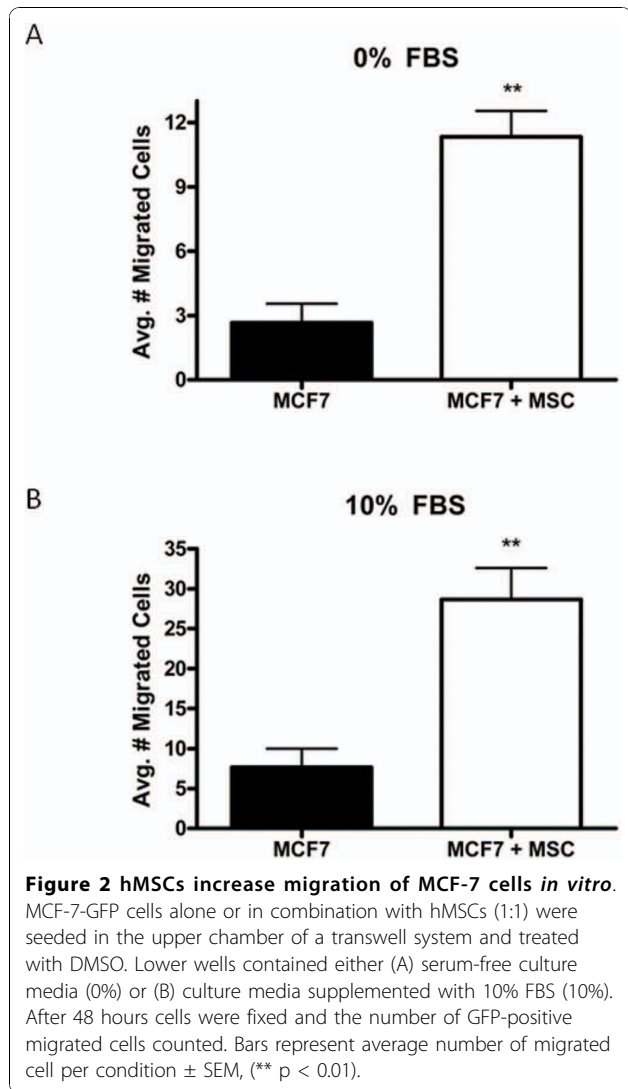 A
0% FBS
**
Avg. # Migrated Cells
12
9
6
3
0
MCF7
MCF7 + MSC
B
10% FBS
**
Avg. # Migrated Cells
35
30
25
20
15
10
5
0
MCF7
MCF7 + MSC
Figure 2 hMSCs increase migration of MCF-7 cells in vitro.
MCF-7-GFP cells alone or in combination with hMSCs (1:1) were
seeded in the upper chamber of a transwell system and treated
with DMSO. Lower wells contained either (A) serum-free culture
media (0%) or (B) culture media supplemented with 10% FBS (10%).
After 48 hours cells were fixed and the number of GFP-positive
migrated cells counted. Bars represent average number of migrated
cell per condition ± SEM, (** p < 0.01).